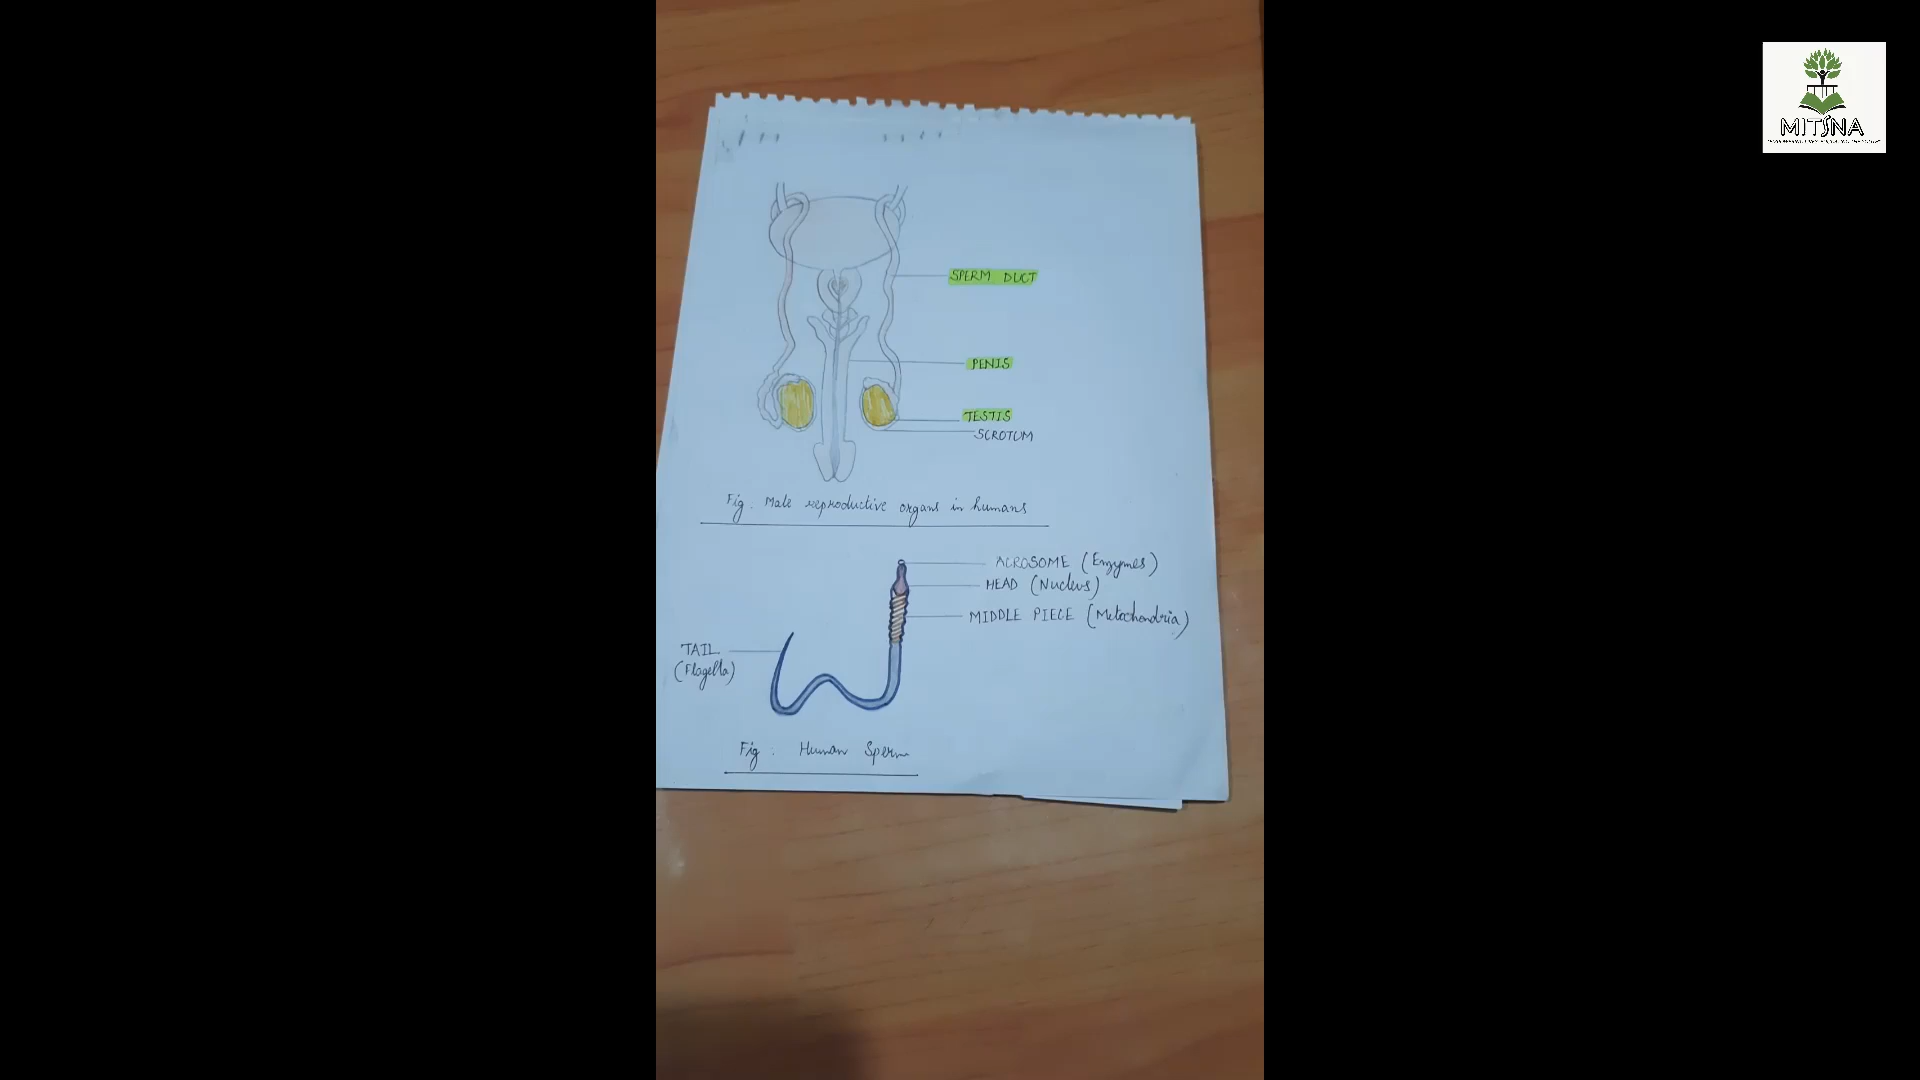 MITSNA
SPERM DUCT
PENIS
TESTIS
SCROTUM
Fig. Male reproductive organs in humans
ACROSOME (Enzymes)
HEAD (Nucleus)
MIDDLE PIECE (Mitochondria)
TAIL
(Flagella)
Fig: Human Sperm